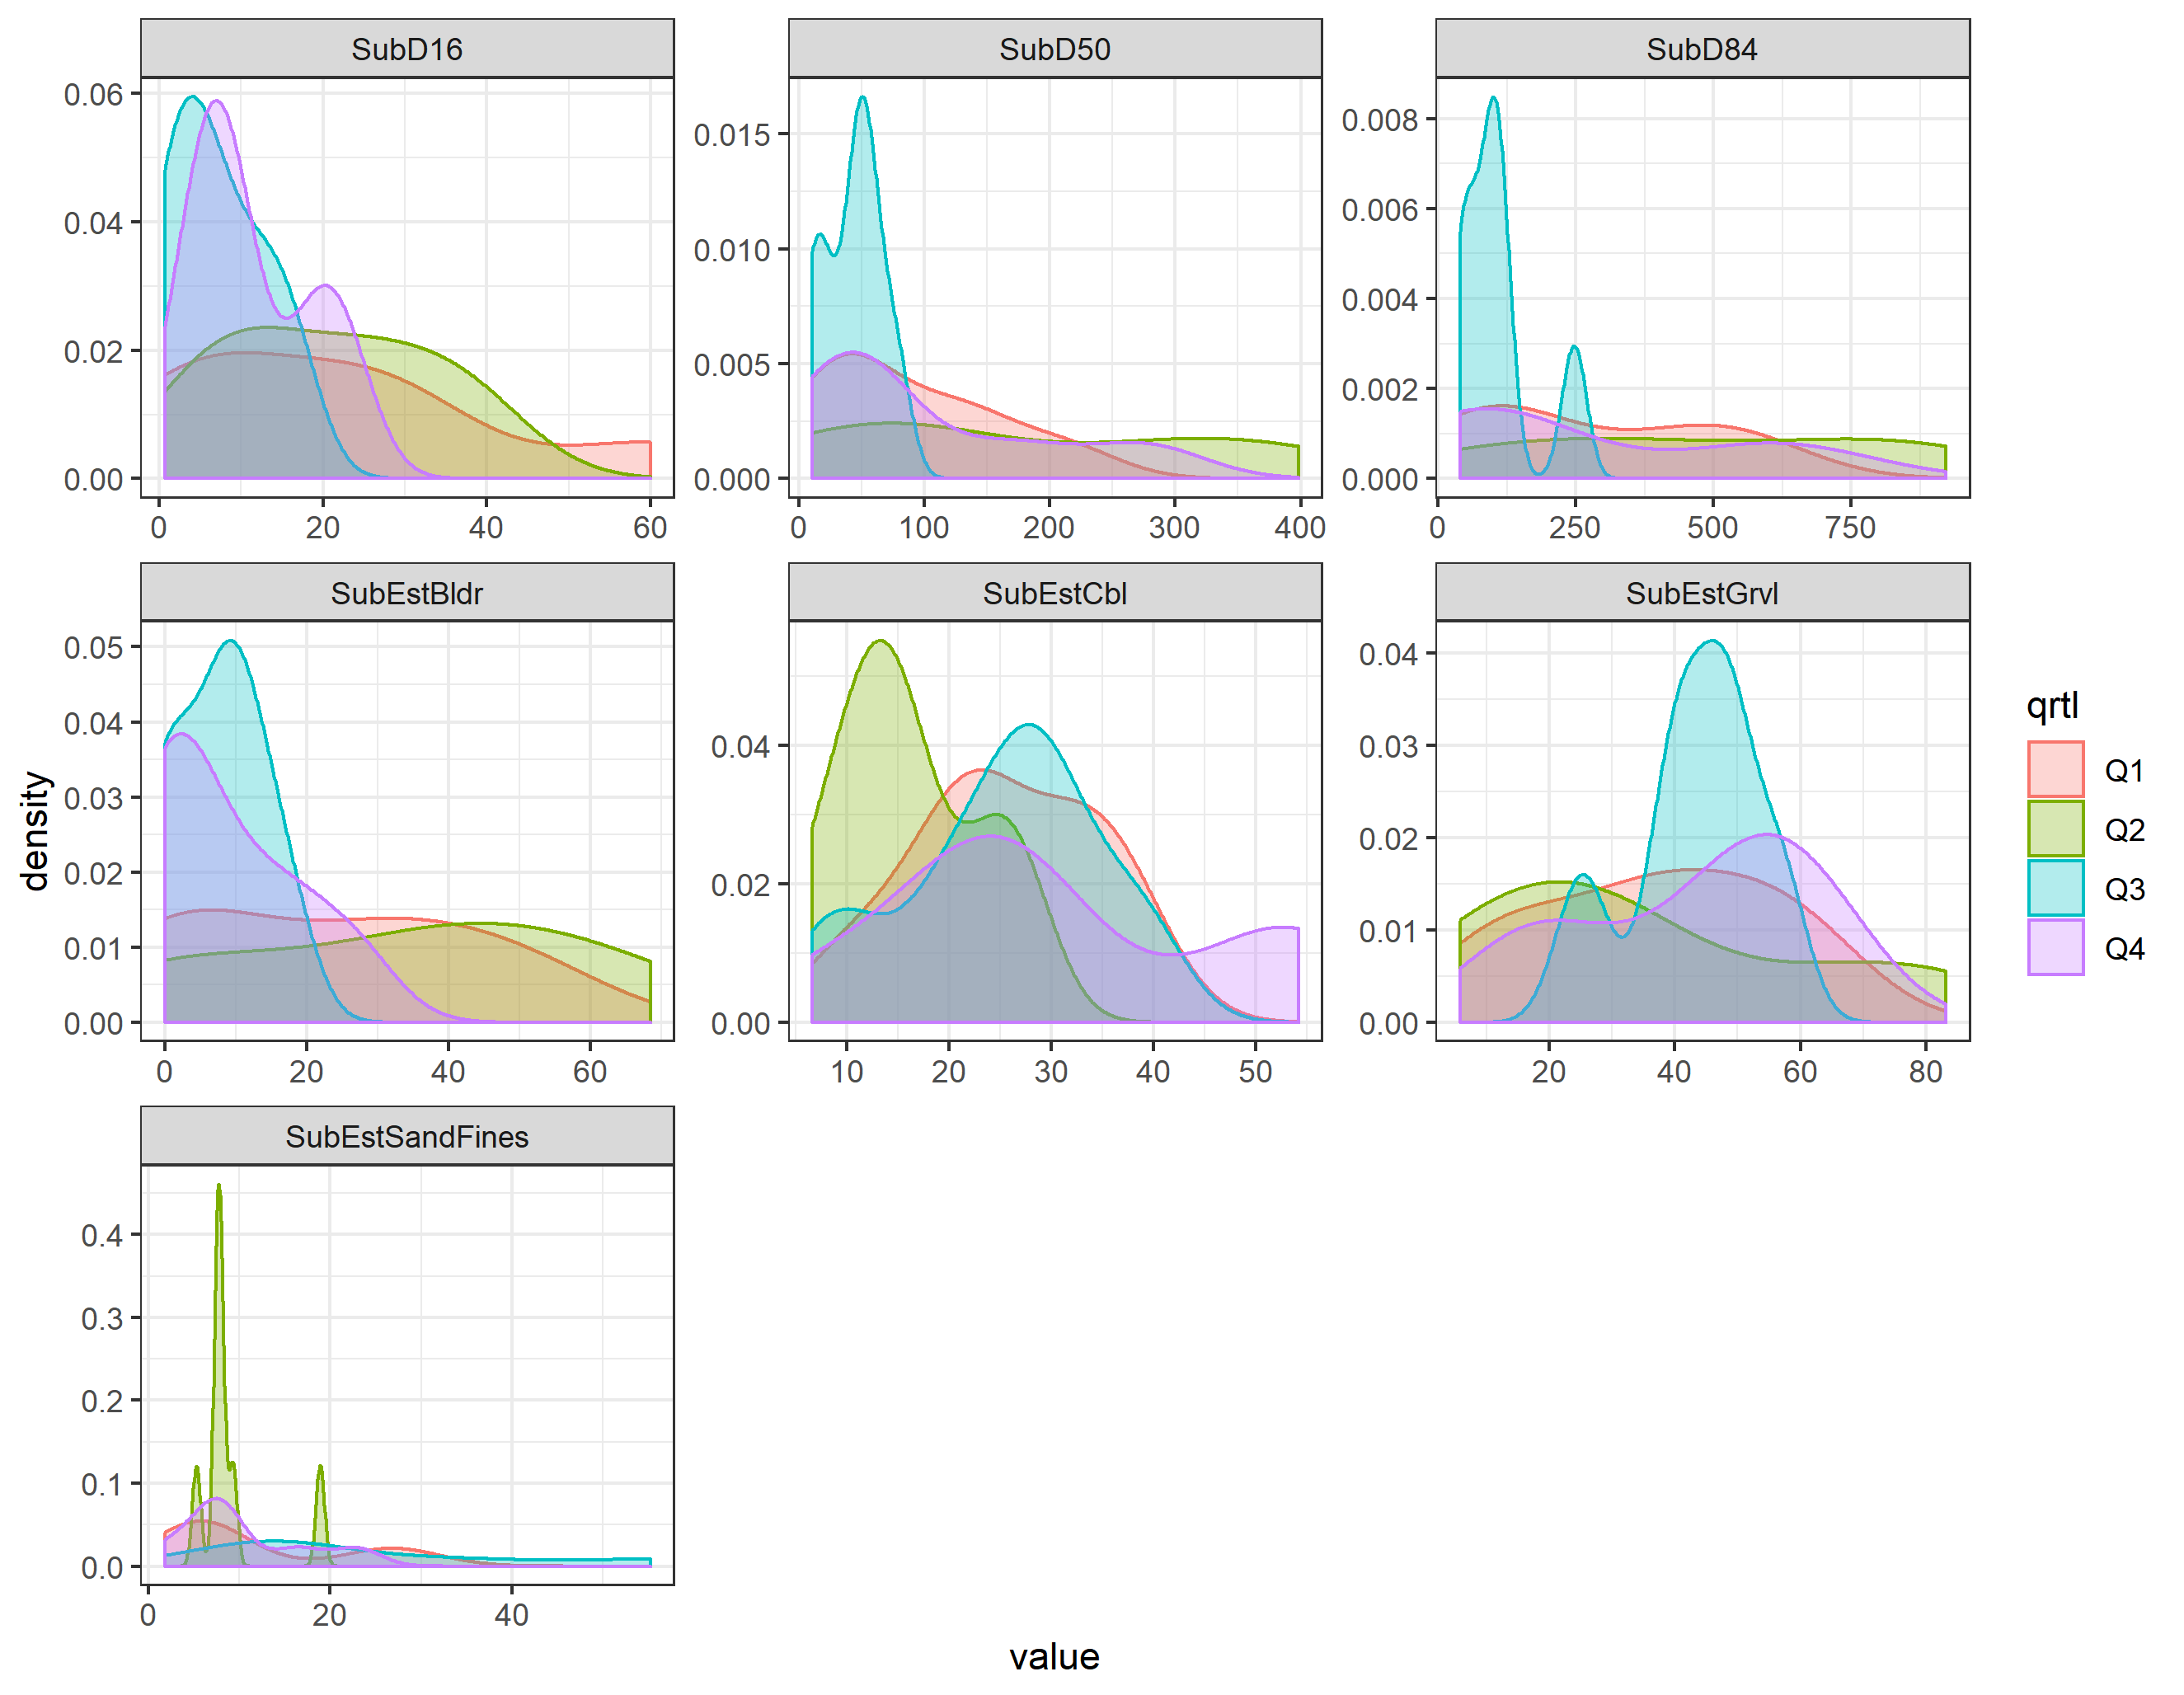 SubD16 SubD50 SubD84
0.06
0.04
0.02
0.00
0 20 40 60
0.015
0.010
0.005
0.000
0 100 200 300 400
0.008
0.006
0.004
0.002
0.000
0 250 500 750
SubEstBldr SubEstCbl SubEstGrvl
0.05
0.04
0.03
0.02
0.01
0.00
0 20 40 60
0.04
0.02
0.00
10 20 30 40 50
0.04
0.03
0.02
0.01
0.00
20 40 60 80
SubEstSandFines
0.4
0.3
0.2
0.1
0.0
0 20 40
density
value
qrtl
Q1
Q2
Q3
Q4